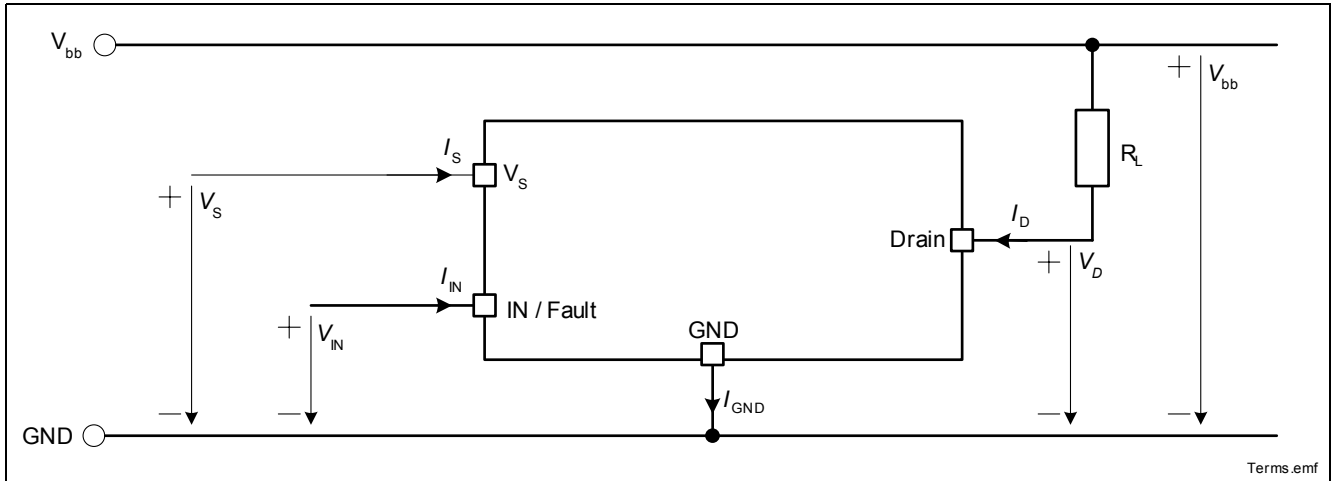 Vbb
+
Vbb
IS
VS
+
VS
RL
ID
Drain
+
VD
IIN
IN / Fault
+
VIN
GND
IGND
—
—
—
—
GND
Terms.emf